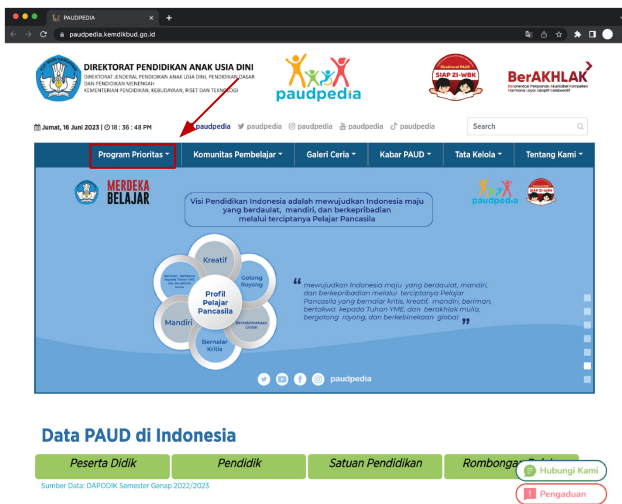 PAUDPEDIA
paudpedia.kemdikbud.go.id
DIREKTORAT PENDIDIKAN ANAK USIA DINI
DIREKTORAT JENDERAL PENDIDIKAN ANAK USIA DINI, PENDIDIKAN DASAR
DAN PENDIDIKAN MENENGAH
KEMENTERIAN PENDIDIKAN, KEBUDAYAAN, RISET DAN TEKNOLOGI
paudpedia
SIAP ZI-WBK
BerAKHLAK
Jumat, 16 Juni 2023 | 18 : 36 : 48 PM
paudpedia paudpedia paudpedia paudpedia paudpedia
Search
Program Prioritas Komunitas Pembelajar Galeri Ceria Kabar PAUD Tata Kelola Tentang Kami
MERDEKA
BELAJAR
Visi Pendidikan Indonesia adalah mewujudkan Indonesia maju
yang berdaulat, mandiri, dan berkepribadian
melalui terciptanya Pelajar Pancasila
paudpedia
SIAP ZI-WBK
Kreatif
Gotong
Royong
Berkebinekaan
Global
Bernalar
Kritis
Mandiri
Profil
Pelajar
Pancasila
“ mewujudkan Indonesia maju yang berdaulat, mandiri,
dan berkepribadian melalui terciptanya Pelajar
Pancasila yang bernalar kritis, kreatif, mandiri, beriman,
bertakwa kepada Tuhan YME, dan berakhlak mulia,
bergotong royong, dan berkebinekaan global ”
paudpedia
Data PAUD di Indonesia
Peserta Didik Pendidik Satuan Pendidikan Rombongan
Sumber Data: DAPODIK Semester Genap 2022/2023
Hubungi Kami
Pengaduan